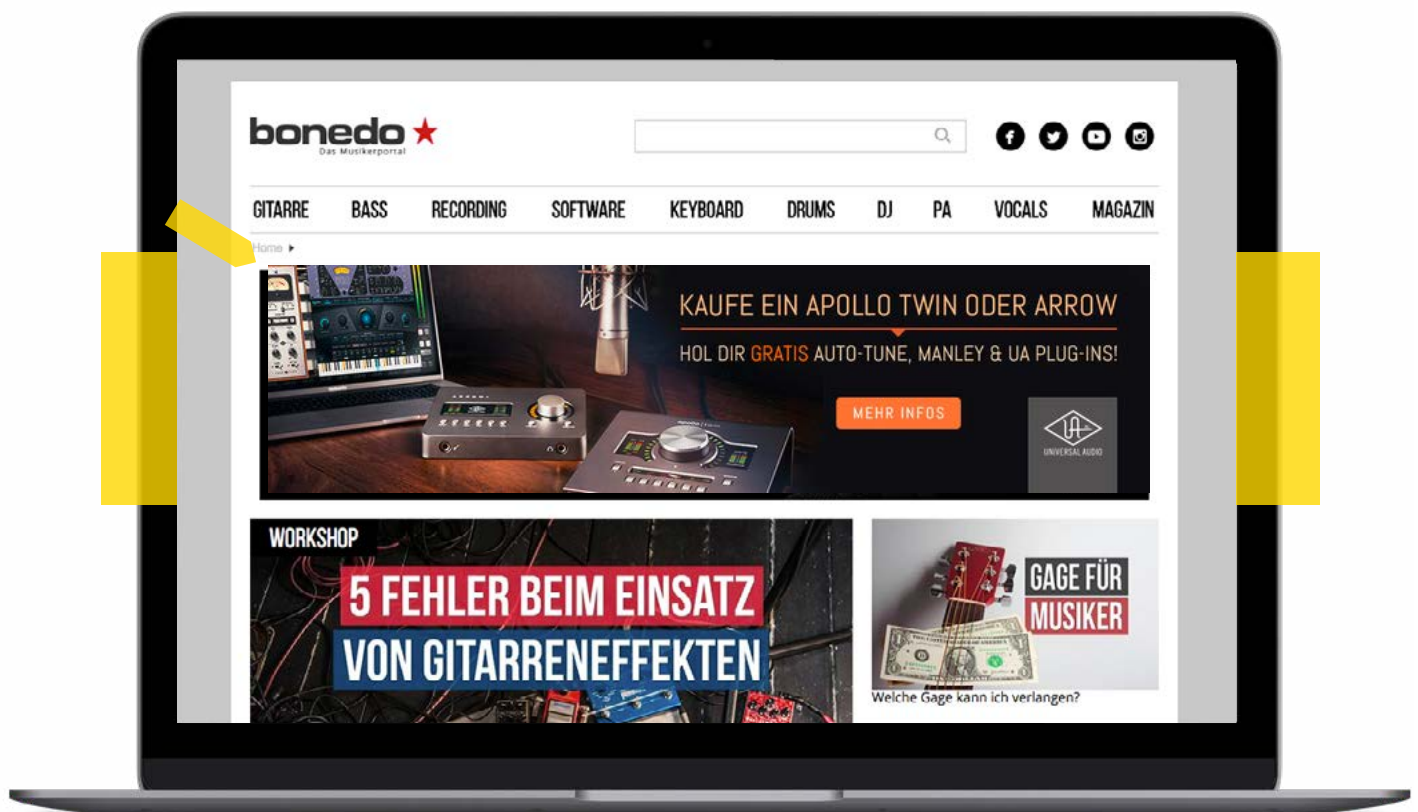 bonedo
Das Musikerportal
GITARRE BASS RECORDING SOFTWARE KEYBOARD DRUMS DJ PA VOCALS MAGAZIN
Home
KAUFE EIN APOLLO TWIN ODER ARROW
HOL DIR GRATIS AUTO-TUNE, MANLEY & UA PLUG-INS!
MEHR INFOS
UA
UNIVERSAL AUDIO
WORKSHOP
5 FEHLER BEIM EINSATZ
VON GITARRENEFFEKTEN
GAGE FÜR
MUSIKER
Welche Gage kann ich verlangen?